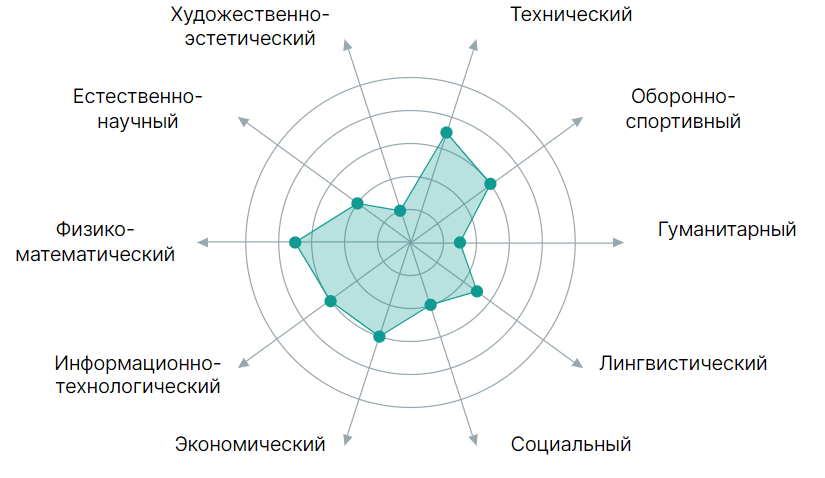 Художественно-
эстетический
Технический
Естественно-
научный
Оборонно-
спортивный
Физико-
математический
Гуманитарный
Информационно-
технологический
Лингвистический
Экономический
Социальный